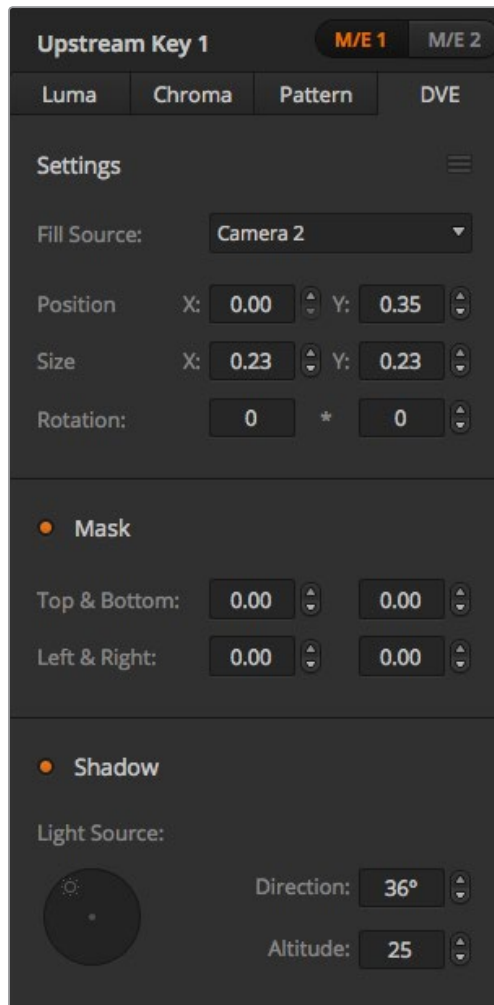 Upstream Key 1 M/E 1 M/E 2
Luma Chroma Pattern DVE
Settings
Fill Source: Camera 2
Position X: 0.00 Y: 0.35
Size X: 0.23 Y: 0.23
Rotation: 0 * 0
Mask
Top & Bottom: 0.00 0.00
Left & Right: 0.00 0.00
Shadow
Light Source:
Direction: 36º
Altitude: 25